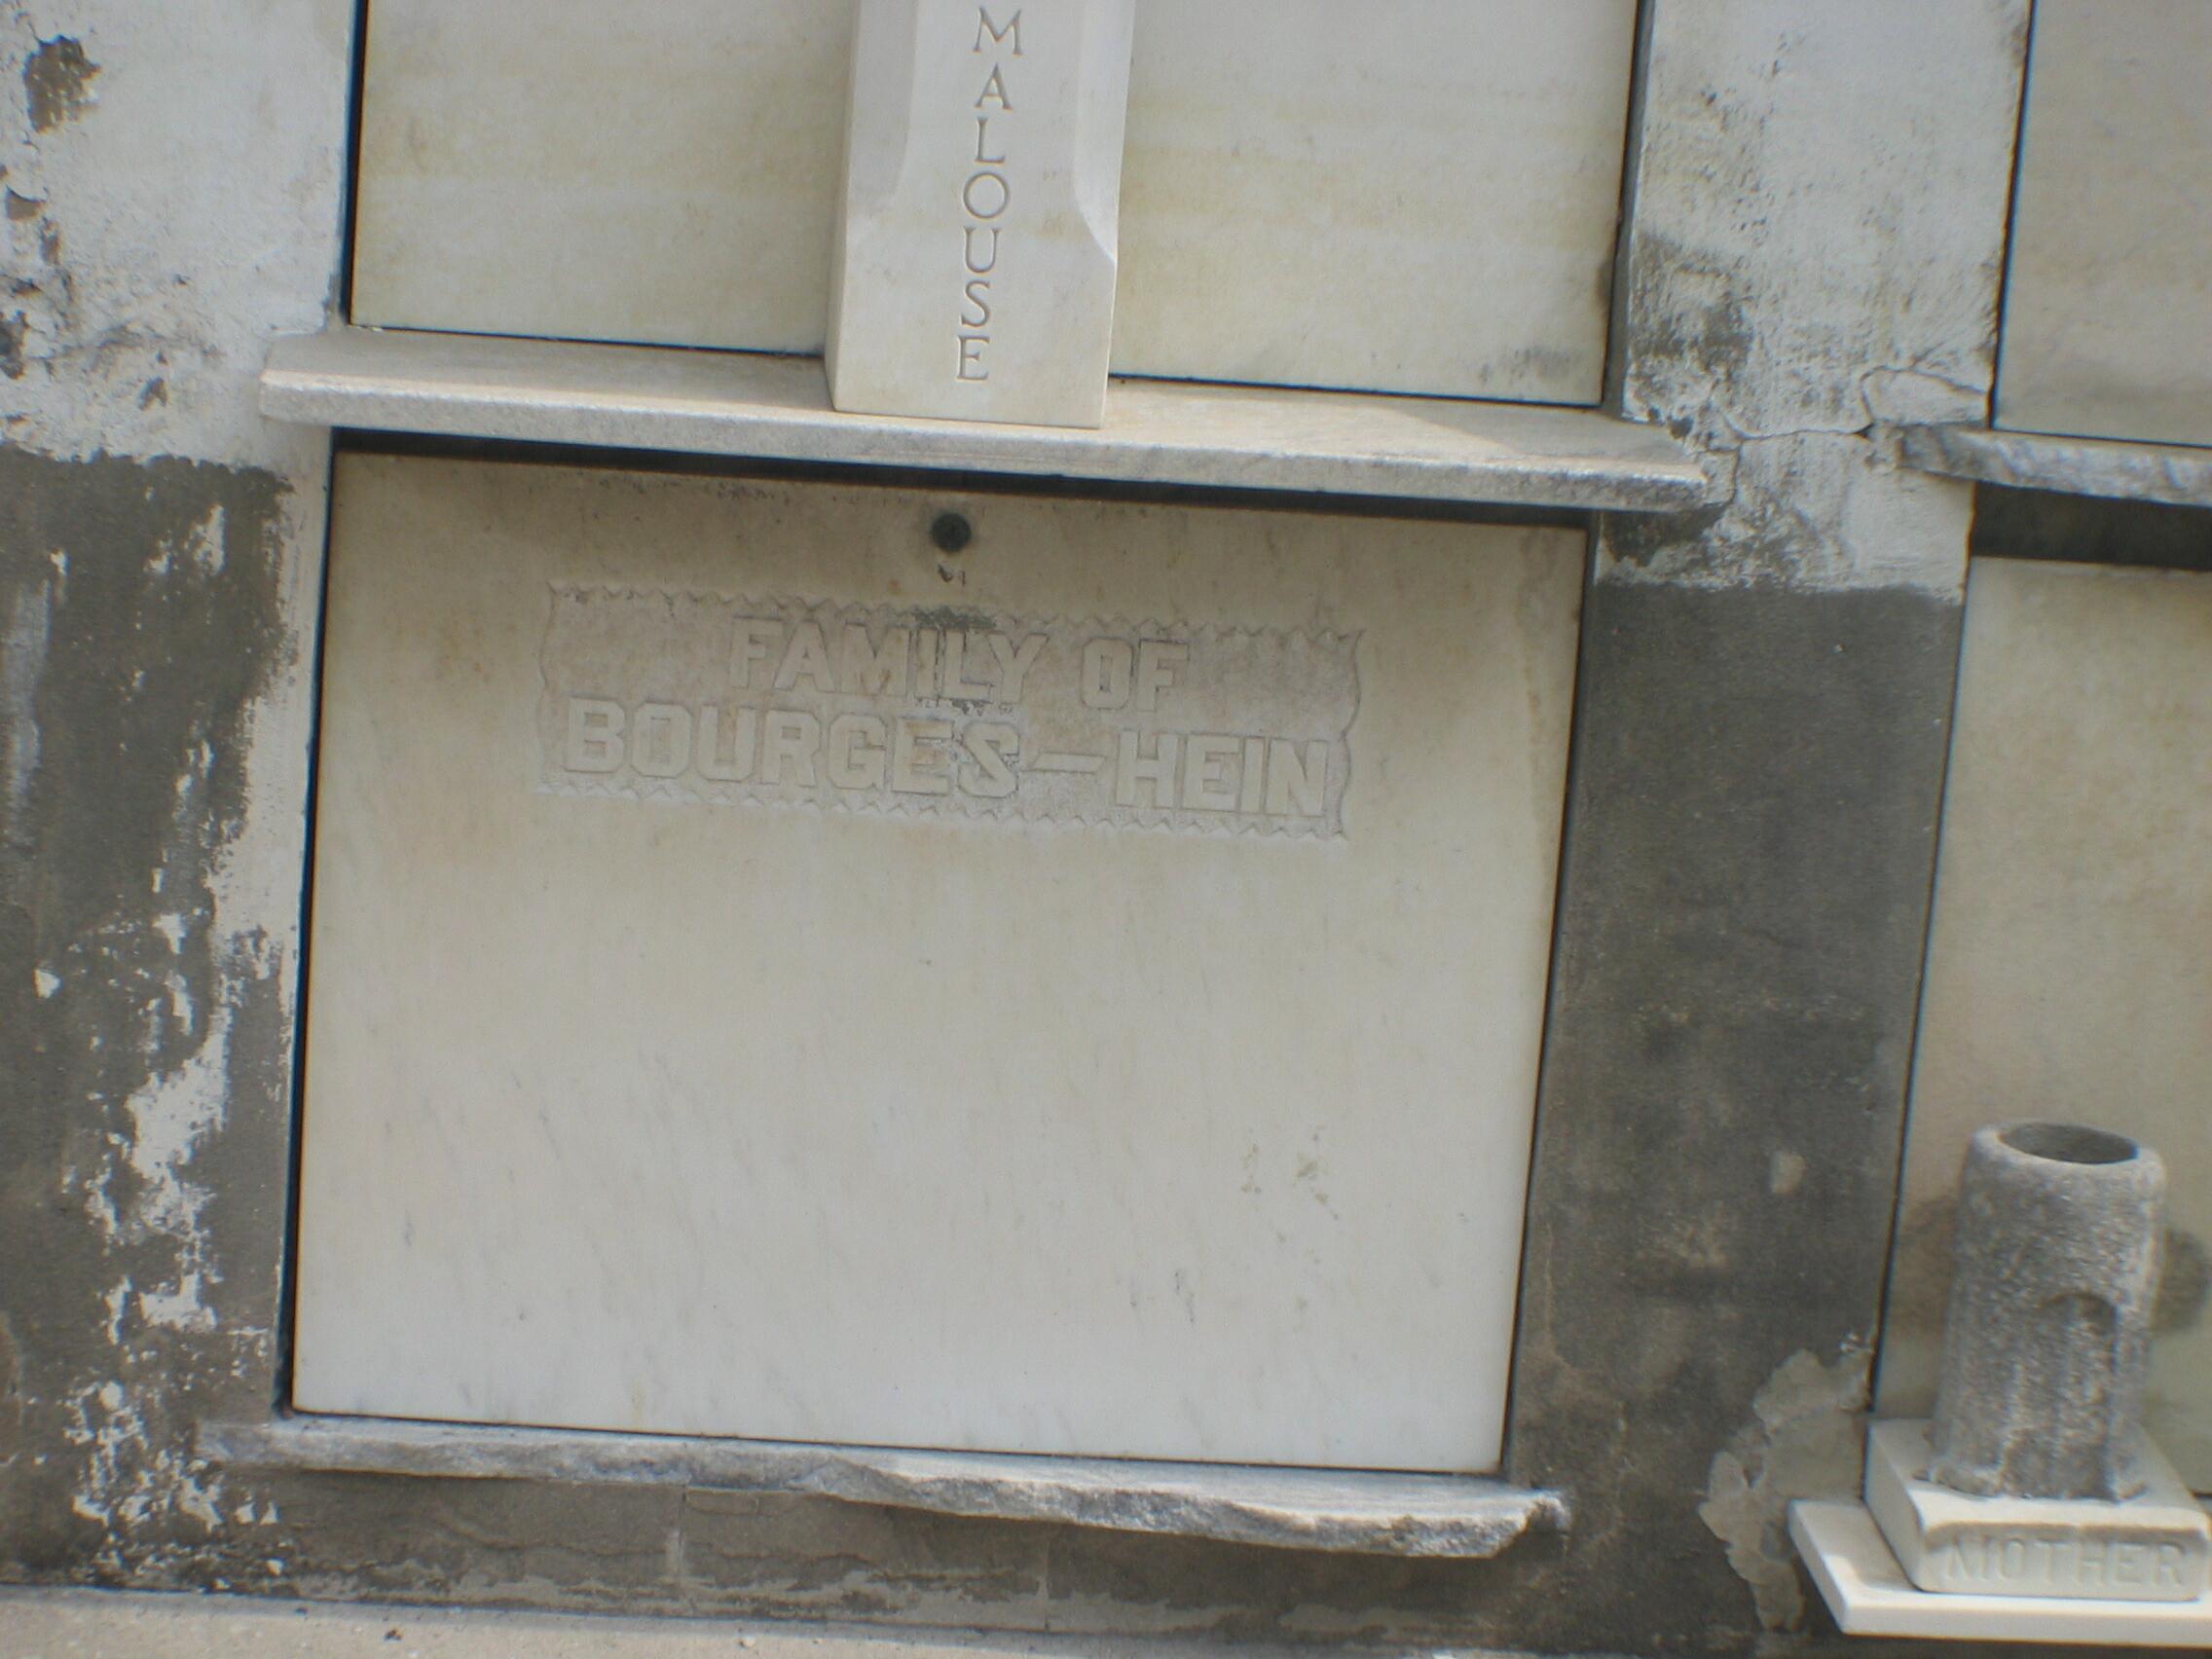 MALOUSE
FAMILY OF
BOURGES—HEIN
MOTHER